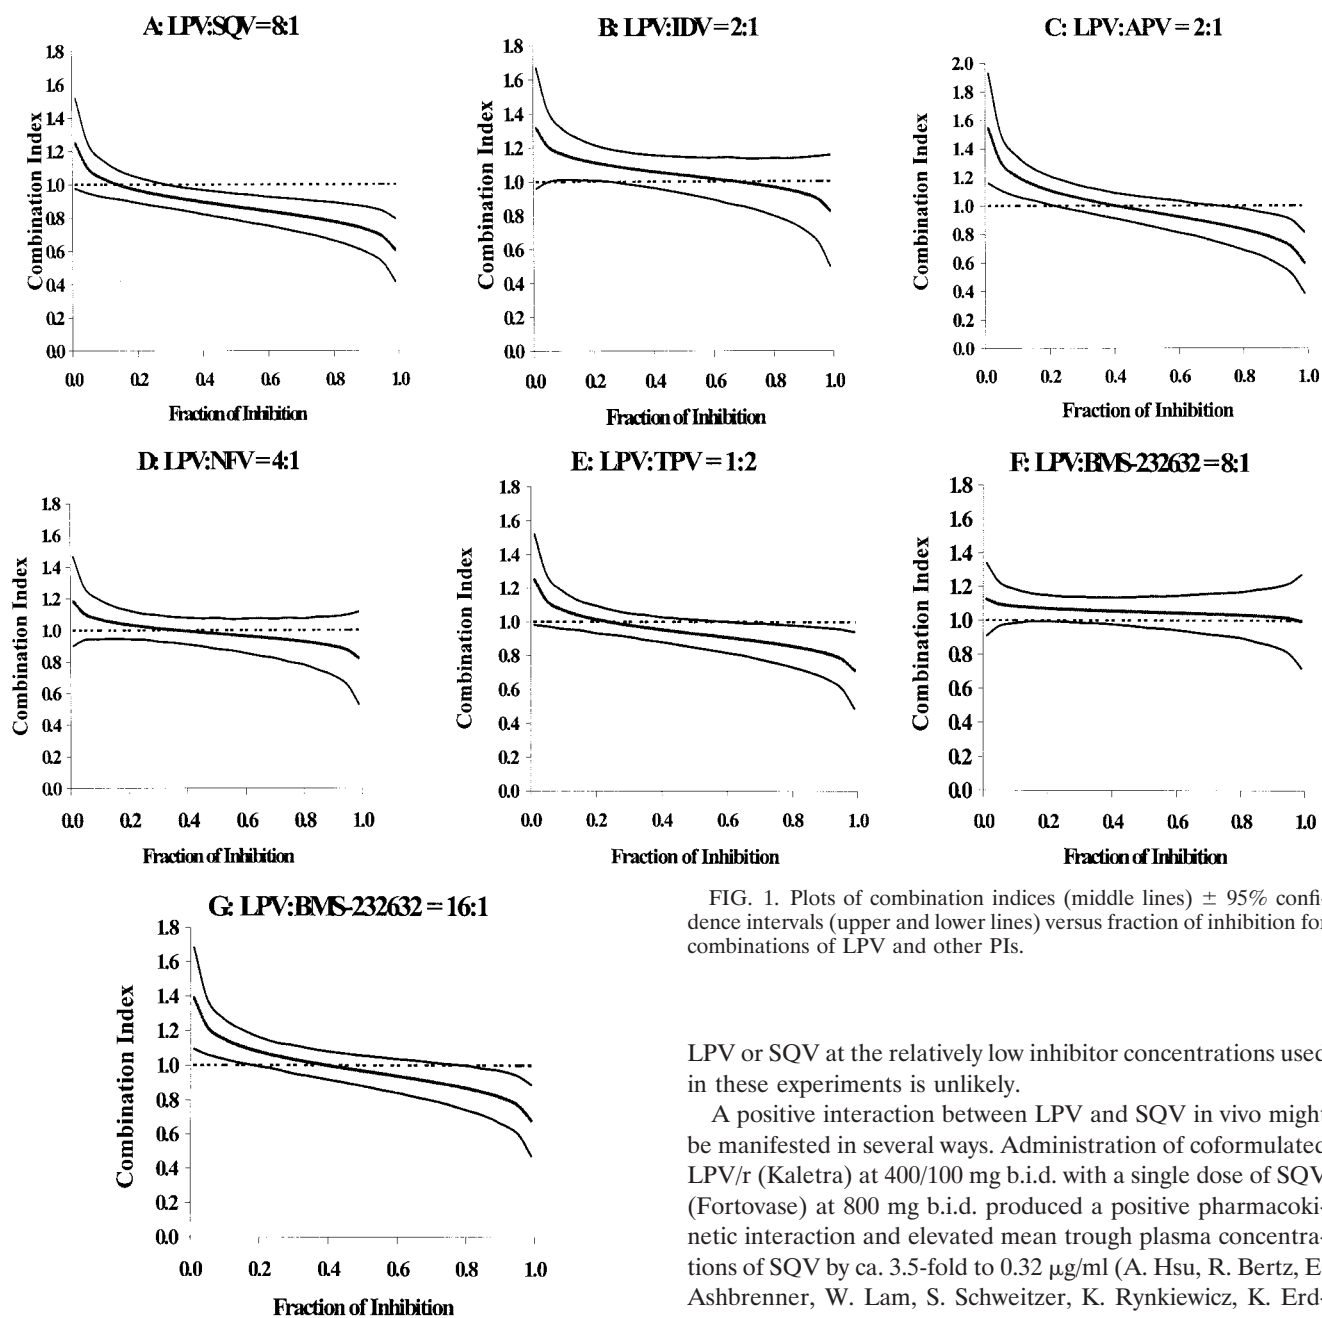 A: LPV:SQV=8:1
Combination Index
1.8
1.6
1.4
1.2
1.0
0.8
0.6
0.4
0.2
0.0
0.0 0.2 0.4 0.6 0.8 1.0
Fraction of Inhibition
B: LPV:IDV=2:1
Combination Index
1.8
1.6
1.4
1.2
1.0
0.8
0.6
0.4
0.2
0.0
0.0 0.2 0.4 0.6 0.8 1.0
Fraction of Inhibition
C: LPV:APV = 2:1
Combination Index
2.0
1.8
1.6
1.4
1.2
1.0
0.8
0.6
0.4
0.2
0.0
0.0 0.2 0.4 0.6 0.8 1.0
Fraction of Inhibition
D: LPV:NFV=4:1
Combination Index
1.8
1.6
1.4
1.2
1.0
0.8
0.6
0.4
0.2
0.0
0.0 0.2 0.4 0.6 0.8 1.0
Fraction of Inhibition
E: LPV:TPV = 1:2
Combination Index
1.8
1.6
1.4
1.2
1.0
0.8
0.6
0.4
0.2
0.0
0.0 0.2 0.4 0.6 0.8 1.0
Fraction of Inhibition
F: LPV:BMS-232632=8:1
Combination Index
1.8
1.6
1.4
1.2
1.0
0.8
0.6
0.4
0.2
0.0
0.0 0.2 0.4 0.6 0.8 1.0
Fraction of Inhibition
G: LPV:BMS-232632 = 16:1
Combination Index
1.8
1.6
1.4
1.2
1.0
0.8
0.6
0.4
0.2
0.0
0.0 0.2 0.4 0.6 0.8 1.0
Fraction of Inhibition
FIG. 1. Plots of combination indices (middle lines) ± 95% confi-
dence intervals (upper and lower lines) versus fraction of inhibition for
combinations of LPV and other PIs.
LPV or SQV at the relatively low inhibitor concentrations used
in these experiments is unlikely.
A positive interaction between LPV and SQV in vivo might
be manifested in several ways. Administration of coformulated
LPV/r (Kaletra) at 400/100 mg b.i.d. with a single dose of SQV
(Fortovase) at 800 mg b.i.d. produced a positive pharmacoki-
netic interaction and elevated mean trough plasma concentra-
tions of SQV by ca. 3.5-fold to 0.32 μg/ml (A. Hsu, R. Bertz, E.
Ashbrenner, W. Lam, S. Schweitzer, K. Rynkiewicz, K. Erd-